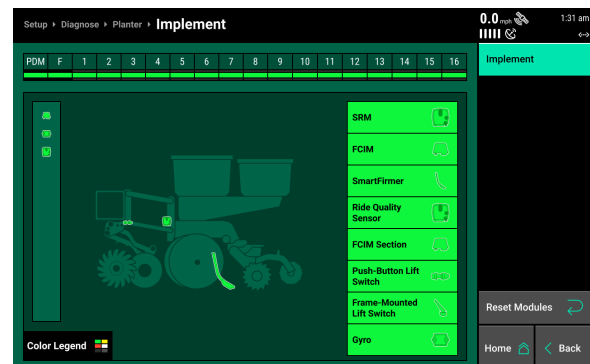 Setup › Diagnose › Planter › Implement
0.0 mph
1:31 am
PDM F 1 2 3 4 5 6 7 8 9 10 11 12 13 14 15 16
Implement
SRM
FCIM
SmartFirmer
Ride Quality
Sensor
FCIM Section
Push-Button Lift
Switch
Frame-Mounted
Lift Switch
Gyro
Color Legend
Reset Modules
Home
Back